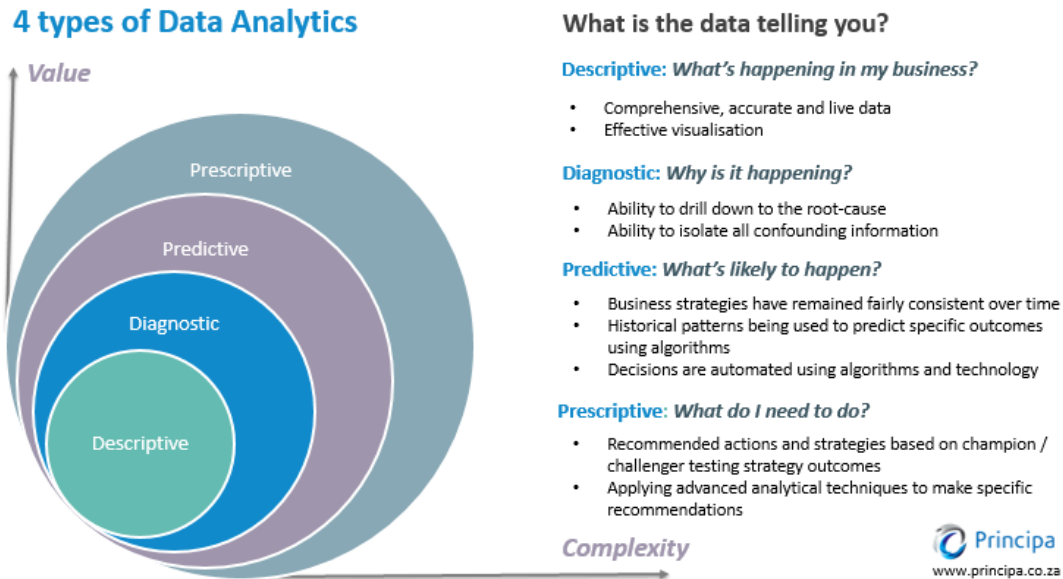 4 types of Data Analytics
Value
Prescriptive
Predictive
Diagnostic
Descriptive
What is the data telling you?
Descriptive: What's happening in my business?
• Comprehensive, accurate and live data
• Effective visualisation
Diagnostic: Why is it happening?
• Ability to drill down to the root-cause
• Ability to isolate all confounding information
Predictive: What's likely to happen?
• Business strategies have remained fairly consistent over time
• Historical patterns being used to predict specific outcomes
using algorithms
• Decisions are automated using algorithms and technology
Prescriptive: What do I need to do?
• Recommended actions and strategies based on champion /
challenger testing strategy outcomes
• Applying advanced analytical techniques to make specific
recommendations
Complexity
Principa
www.principa.co.za